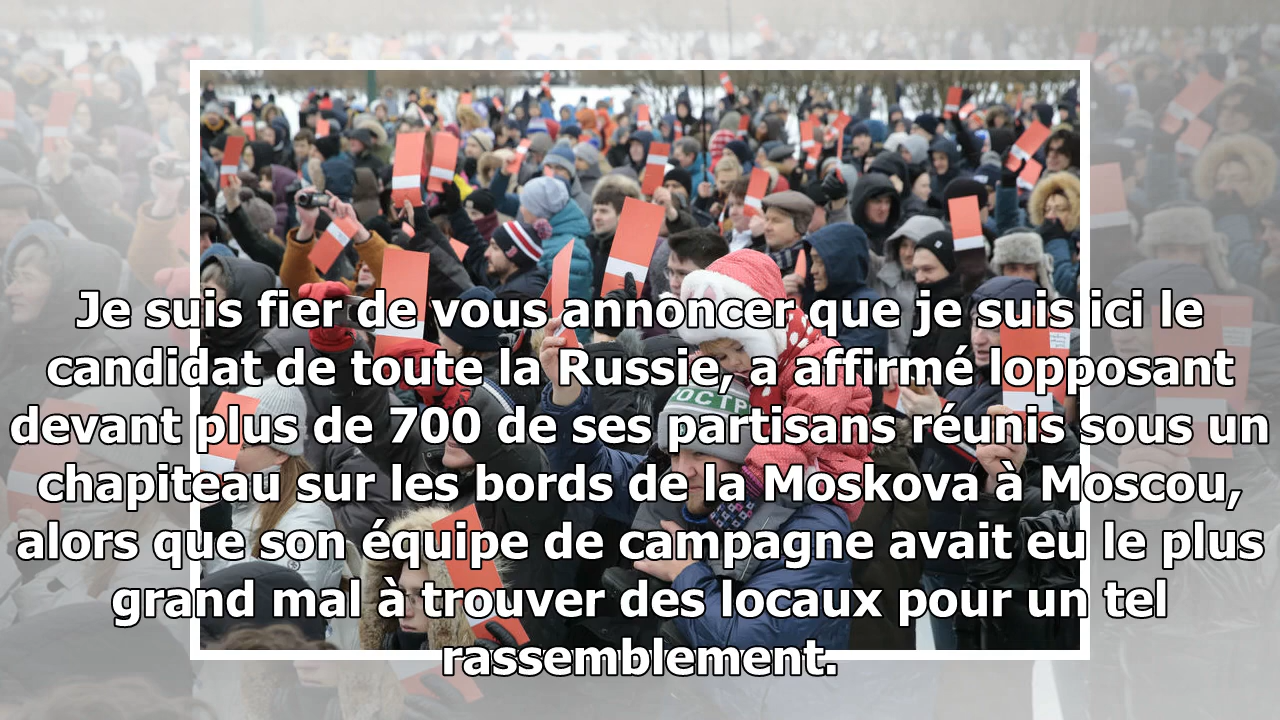 Je suis fier de vous annoncer que je suis ici le
candidat de toute la Russie, a affirmé lopposant
devant plus de 700 de ses partisans réunis sous un
chapiteau sur les bords de la Moskova à Moscou,
alors que son équipe de campagne avait eu le plus
grand mal à trouver des locaux pour un tel
rassemblement.
ОСТР